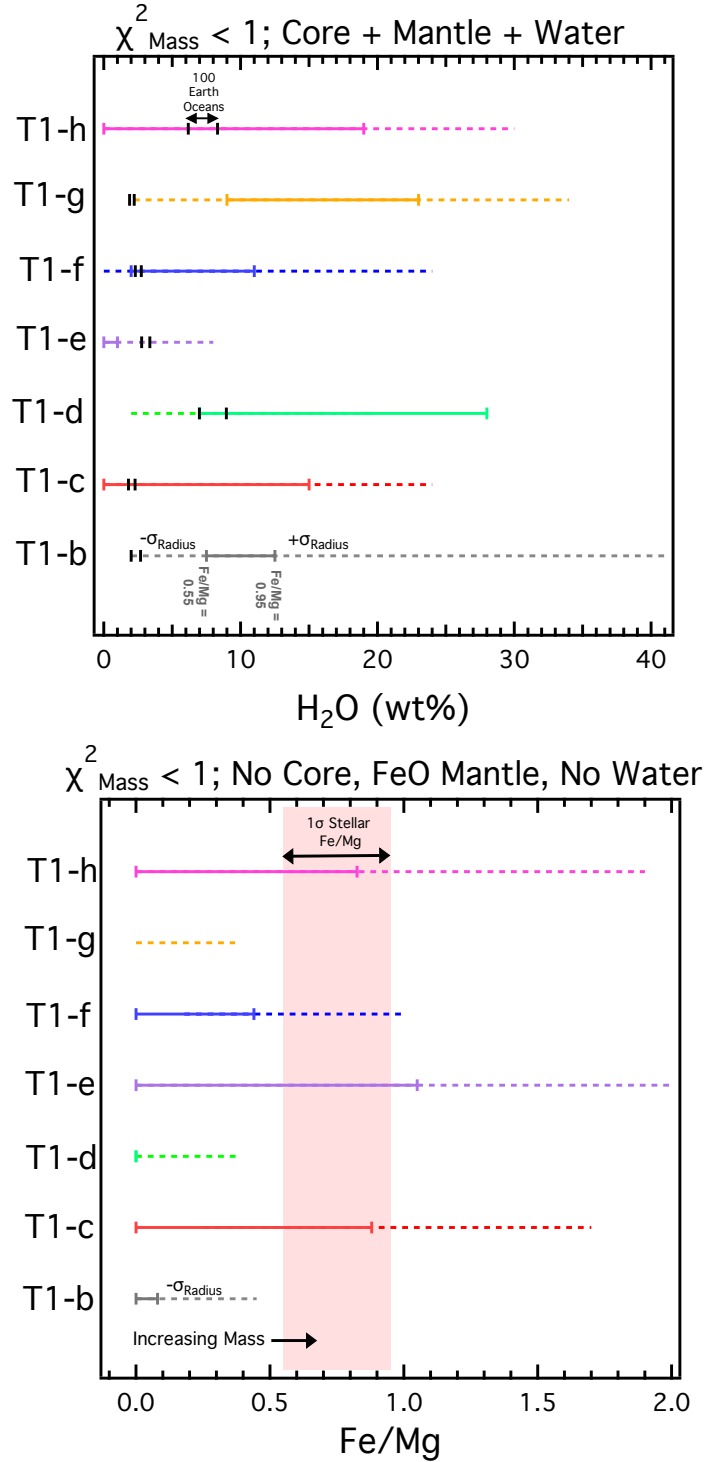 χ²Mass < 1; Core + Mantle + Water
100
Earth
Oceans
T1-h
T1-g
T1-f
T1-e
T1-d
T1-c
T1-b
-σRadius
+σRadius
Fe/Mg =
0.55
Fe/Mg =
0.95
0 10 20 30 40
H₂O (wt%)
χ²Mass < 1; No Core, FeO Mantle, No Water
1σ Stellar
Fe/Mg
T1-h
T1-g
T1-f
T1-e
T1-d
T1-c
T1-b
-σRadius
Increasing Mass
0.0 0.5 1.0 1.5 2.0
Fe/Mg